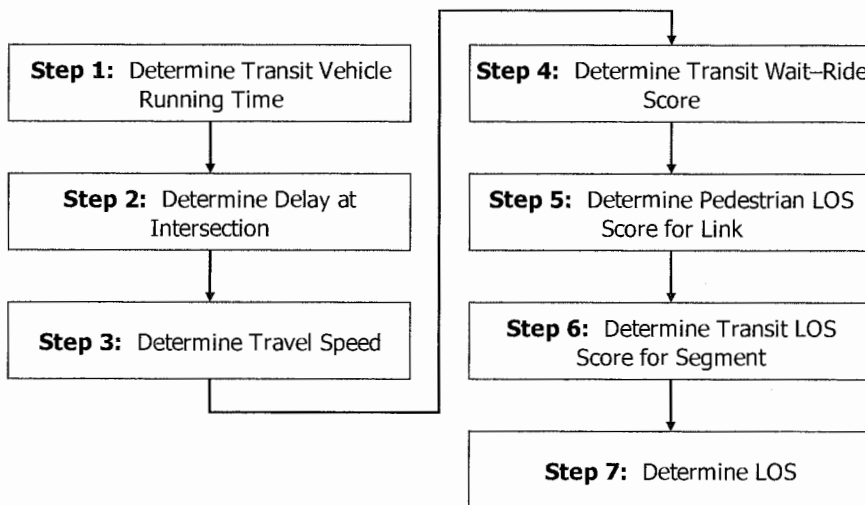 Step 1: Determine Transit Vehicle
Running Time
Step 2: Determine Delay at
Intersection
Step 3: Determine Travel Speed
Step 4: Determine Transit Wait–Ride
Score
Step 5: Determine Pedestrian LOS
Score for Link
Step 6: Determine Transit LOS
Score for Segment
Step 7: Determine LOS